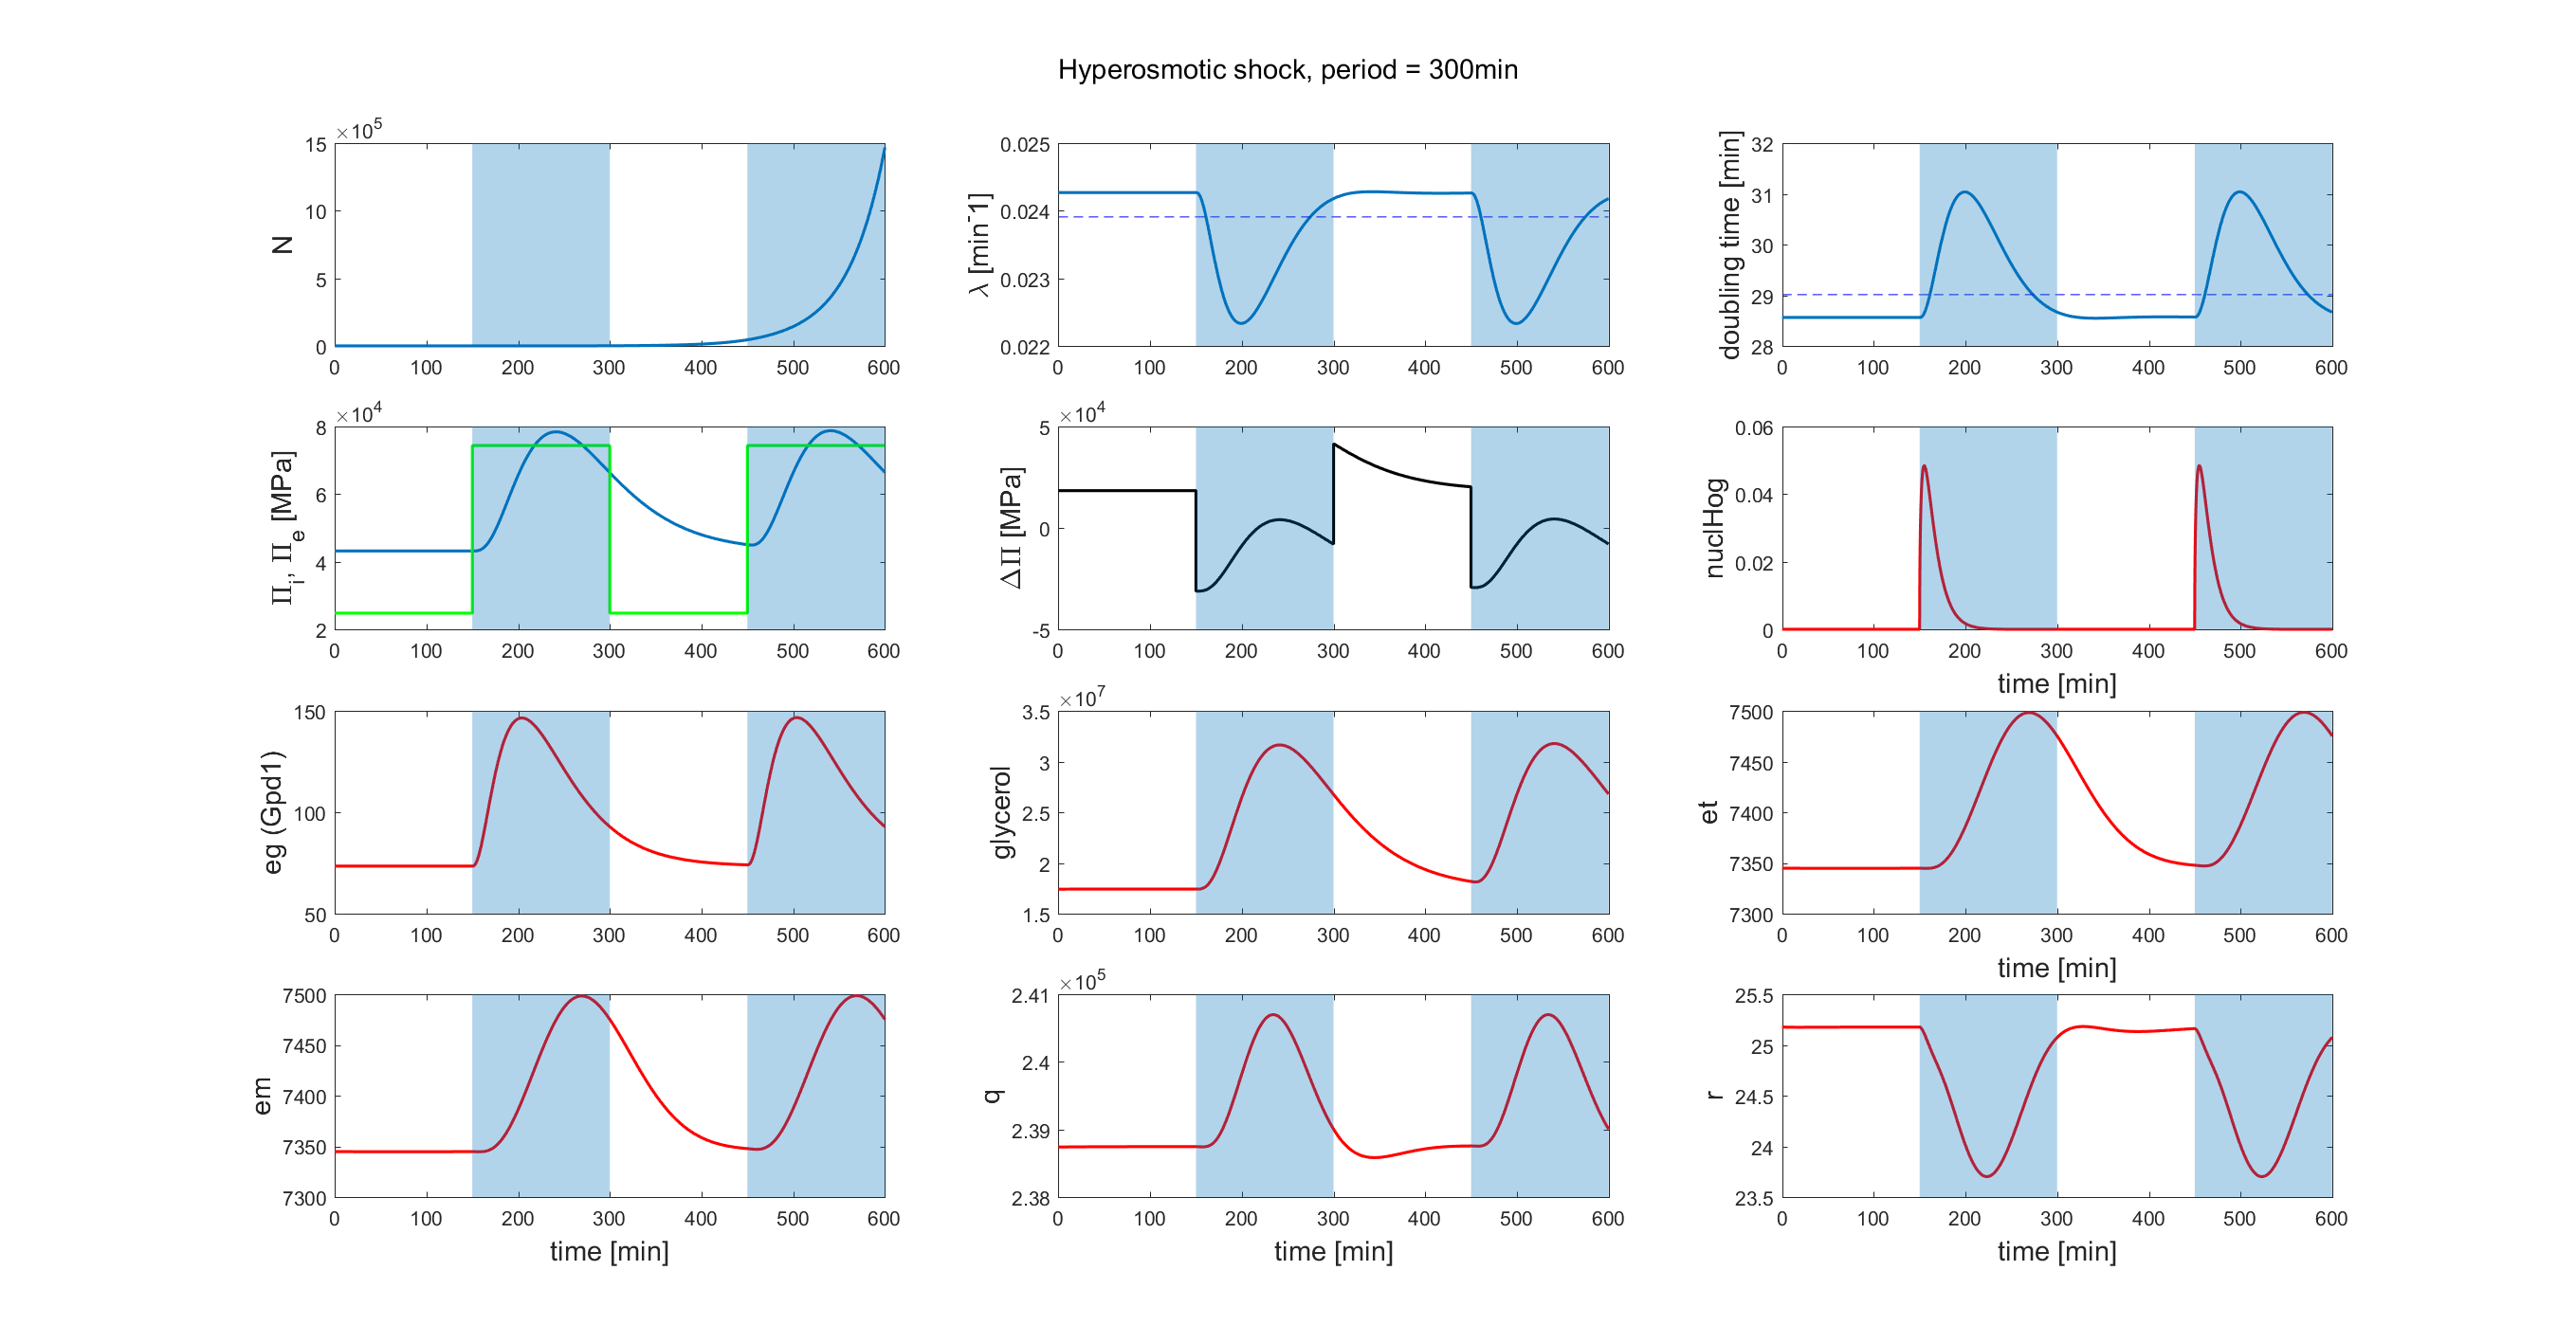 Hyperosmotic shock, period = 300min
×10^5
15
10
5
0
N
0 100 200 300 400 500 600
0.025
0.024
0.023
0.022
λ [min^-1]
0 100 200 300 400 500 600
32
31
30
29
28
doubling time [min]
0 100 200 300 400 500 600
×10^4
8
6
4
2
Π_i, Π_e [MPa]
0 100 200 300 400 500 600
×10^4
5
0
-5
ΔΠ [MPa]
0 100 200 300 400 500 600
0.06
0.04
0.02
0
nuclHog
0 100 200 300 400 500 600
time [min]
150
100
50
eg (Gpd1)
0 100 200 300 400 500 600
×10^7
3.5
3
2.5
2
1.5
glycerol
0 100 200 300 400 500 600
7500
7450
7400
7350
7300
et
0 100 200 300 400 500 600
time [min]
7500
7450
7400
7350
7300
em
0 100 200 300 400 500 600
time [min]
×10^5
2.41
2.4
2.39
2.38
q
0 100 200 300 400 500 600
time [min]
25.5
25
24.5
24
23.5
r
0 100 200 300 400 500 600
time [min]